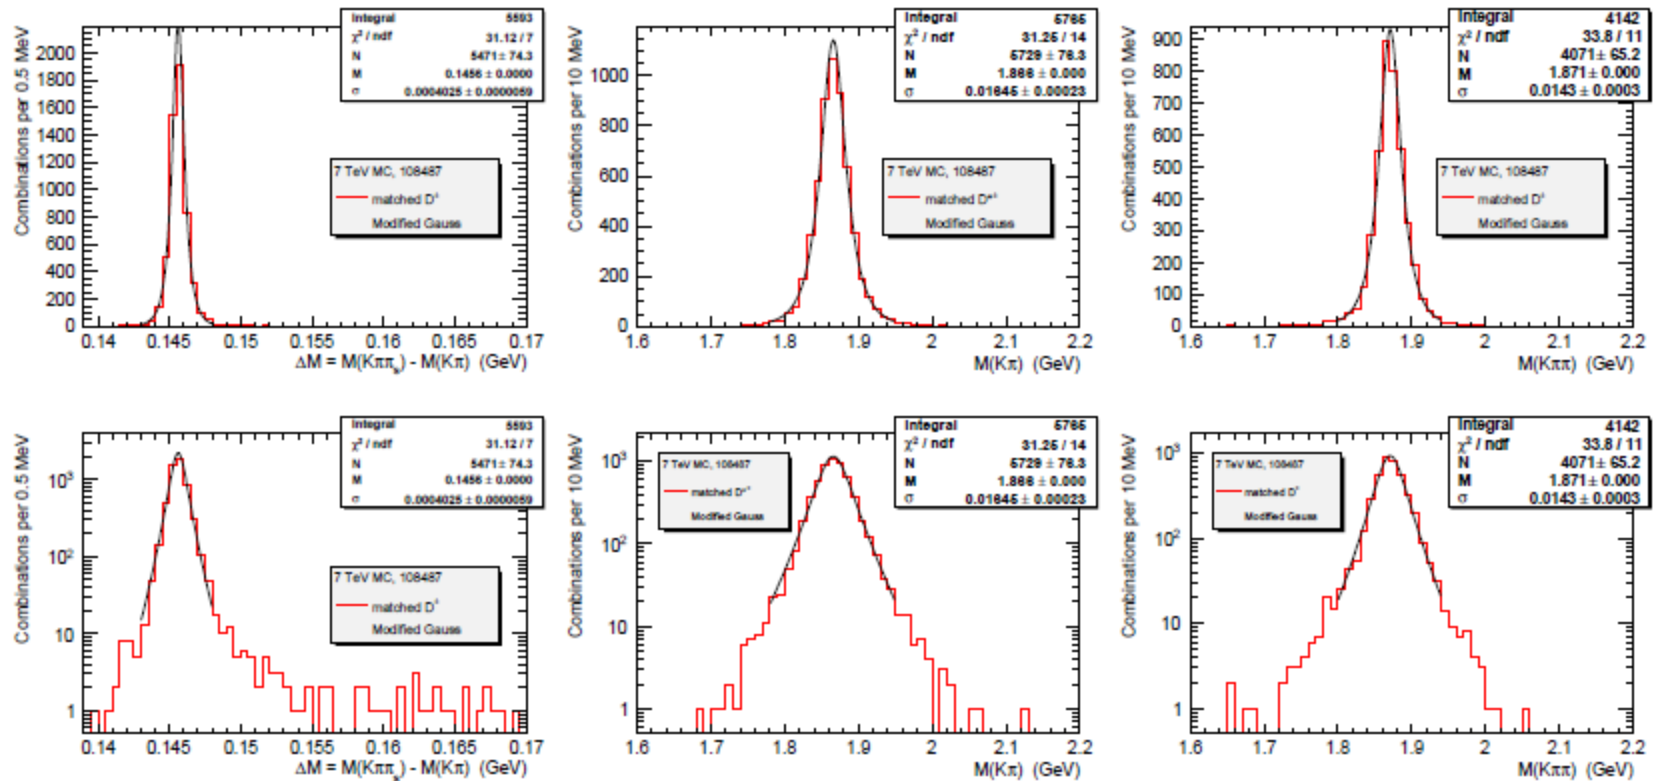 Combinations per 0.5 MeV
2000
1800
1600
1400
1200
1000
800
600
400
200
0
Integral 5593
χ² / ndf 31.12 / 7
N 5471 ± 74.3
M 0.1456 ± 0.0000
σ 0.0004025 ± 0.0000059
7 TeV MC, 108487
matched D±
Modified Gauss
0.14 0.145 0.15 0.155 0.16 0.165 0.17
ΔM = M(Kππs) - M(Kπ) (GeV)
Combinations per 10 MeV
1000
800
600
400
200
0
Integral 5765
χ² / ndf 31.25 / 14
N 5729 ± 76.3
M 1.866 ± 0.000
σ 0.01645 ± 0.00023
7 TeV MC, 108487
matched D*±
Modified Gauss
1.6 1.7 1.8 1.9 2 2.1 2.2
M(Kπ) (GeV)
Combinations per 10 MeV
900
800
700
600
500
400
300
200
100
0
Integral 4142
χ² / ndf 33.8 / 11
N 4071 ± 65.2
M 1.871 ± 0.000
σ 0.0143 ± 0.0003
7 TeV MC, 108487
matched D±
Modified Gauss
1.6 1.7 1.8 1.9 2 2.1 2.2
M(Kππ) (GeV)
Combinations per 0.5 MeV
10³
10²
10
1
Integral 5593
χ² / ndf 31.12 / 7
N 5471 ± 74.3
M 0.1456 ± 0.0000
σ 0.0004025 ± 0.0000059
7 TeV MC, 108487
matched D±
Modified Gauss
0.14 0.145 0.15 0.155 0.16 0.165 0.17
ΔM = M(Kππs) - M(Kπ) (GeV)
Combinations per 10 MeV
10³
10²
10
1
Integral 5765
χ² / ndf 31.25 / 14
N 5729 ± 76.3
M 1.866 ± 0.000
σ 0.01645 ± 0.00023
7 TeV MC, 108487
matched D*±
Modified Gauss
1.6 1.7 1.8 1.9 2 2.1 2.2
M(Kπ) (GeV)
Combinations per 10 MeV
10³
10²
10
1
Integral 4142
χ² / ndf 33.8 / 11
N 4071 ± 65.2
M 1.871 ± 0.000
σ 0.0143 ± 0.0003
7 TeV MC, 108487
matched D±
Modified Gauss
1.6 1.7 1.8 1.9 2 2.1 2.2
M(Kππ) (GeV)